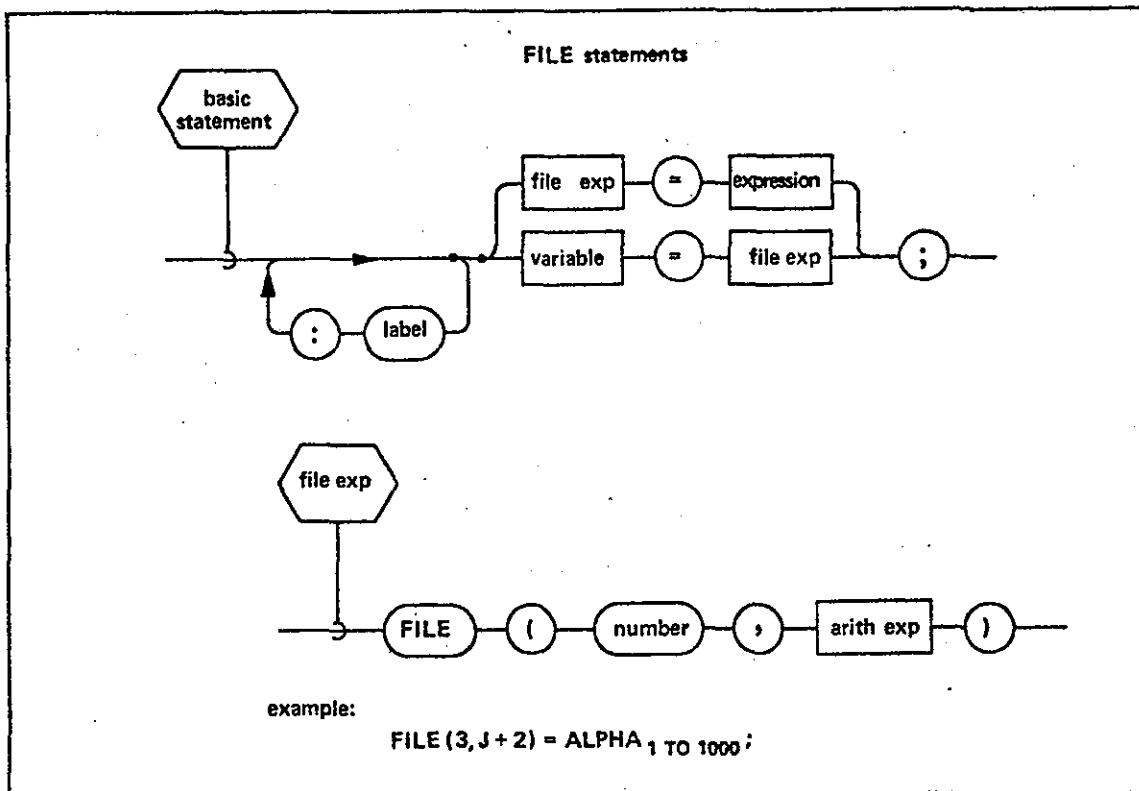 FILE statements
basic
statement
file exp = expression
variable = file exp ;
: label
file exp
FILE ( number , arith exp )
example:
FILE (3, J + 2) = ALPHA 1 TO 1000 ;